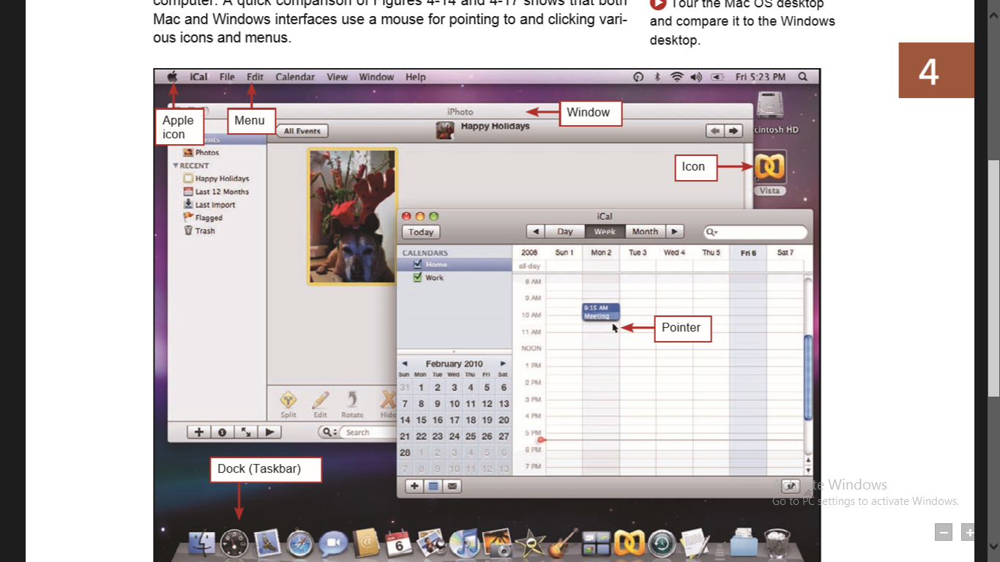 computer. A quick comparison of Figures 4-14 and 4-17 shows that both
Mac and Windows interfaces use a mouse for pointing to and clicking vari-
ous icons and menus.
Tour the Mac OS desktop
and compare it to the Windows
desktop.
4
iCal File Edit Calendar View Window Help
Fri 5:23 PM
Apple
icon
Menu
iPhoto
Window
All Events
Happy Holidays
cintosh HD
Icon
Vista
ents
Photos
RECENT
Happy Holidays
Last 12 Months
Last Import
Flagged
Trash
iCal
Today
Day Week Month
CALENDARS
Home
Work
2008 Sun 1 Mon 2 Tue 3 Wed 4 Thu 5 Fri 6 Sat 7
all-day
8 AM
9 AM
9:15 AM
Meeting
10 AM
Pointer
11 AM
NOON
1 PM
2 PM
3 PM
4 PM
5 PM
6 PM
7 PM
February 2010
Sun Mon Tue Wed Thu Fri Sat
31 1 2 3 4 5 6
7 8 9 10 11 12 13
14 15 16 17 18 19 20
21 22 23 24 25 26 27
28 1 2 3 4 5 6
7 8 9 10 11 12 13
Split Edit Rotate Hide
Search
Dock (Taskbar)
6
Activate Windows
Go to PC settings to activate Windows.